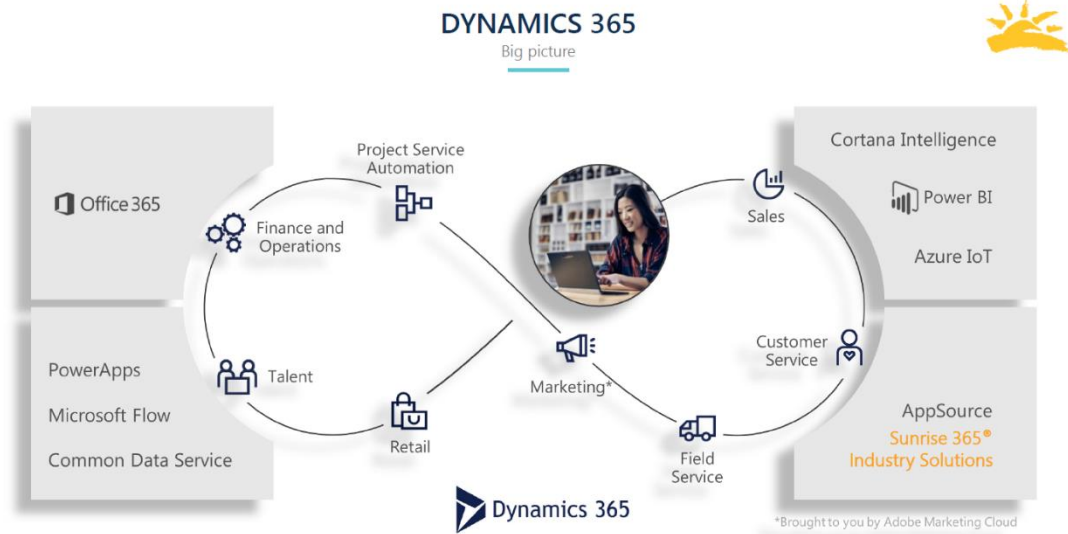 DYNAMICS 365
Big picture
Office 365
PowerApps
Microsoft Flow
Common Data Service
Project Service
Automation
Finance and
Operations
Talent
Retail
Marketing*
Field
Service
Customer
Service
Sales
Cortana Intelligence
Power BI
Azure IoT
AppSource
Sunrise 365®
Industry Solutions
Dynamics 365
*Brought to you by Adobe Marketing Cloud